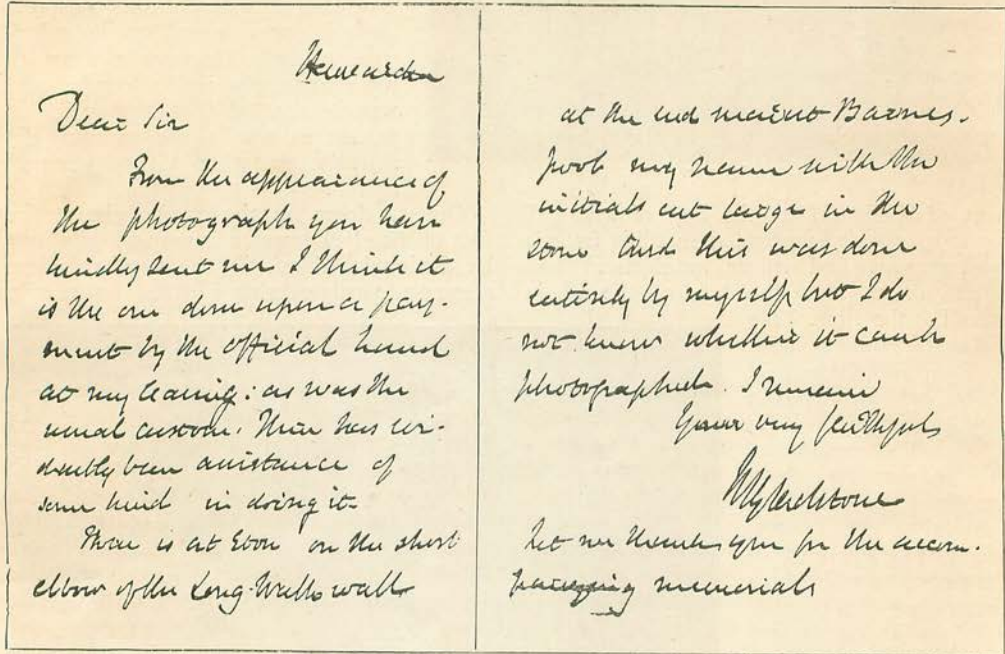 Hawarden
Dear Sir
From the appearance of
the photograph you have
kindly sent me I think it
is the one done upon a pay-
ment by the official hand
at my leaving: as was the
usual custom. There has evi-
dently been assistance of
some kind in doing it.
There is at Eton on the short
elbow of the Long Walk wall
at the end nearest Barnes-
pool my name with the
initials cut large in the
stone and this was done
entirely by myself but I do
not know whether it can be
photographed. I remain
Your very faithful
WEGladstone
Let me thank you for the accom-
panying memorials